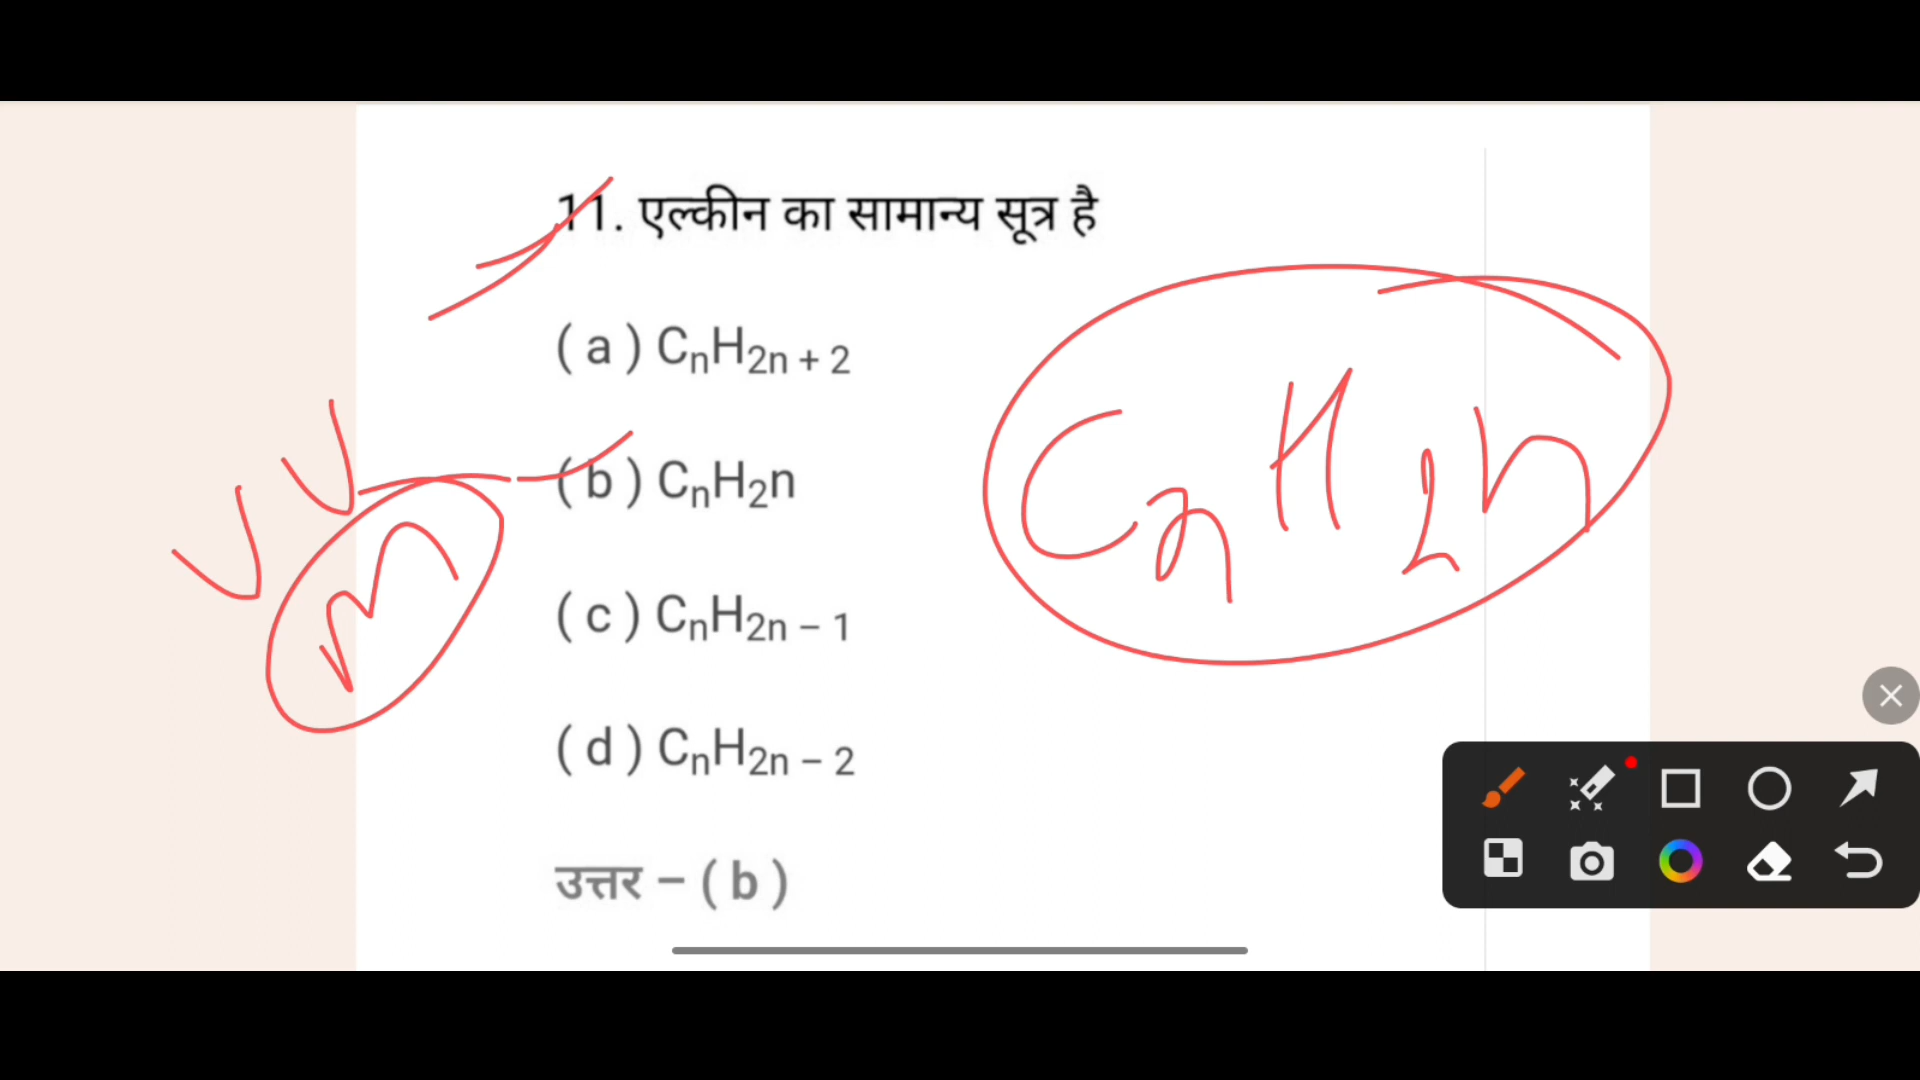 11. एल्कीन का सामान्य सूत्र है
( a ) CₙH₂ₙ ₊ ₂
( b ) CₙH₂n
CₙH₂ₙ
( c ) CₙH₂ₙ ₋ ₁
( d ) CₙH₂ₙ ₋ ₂
उत्तर – ( b )